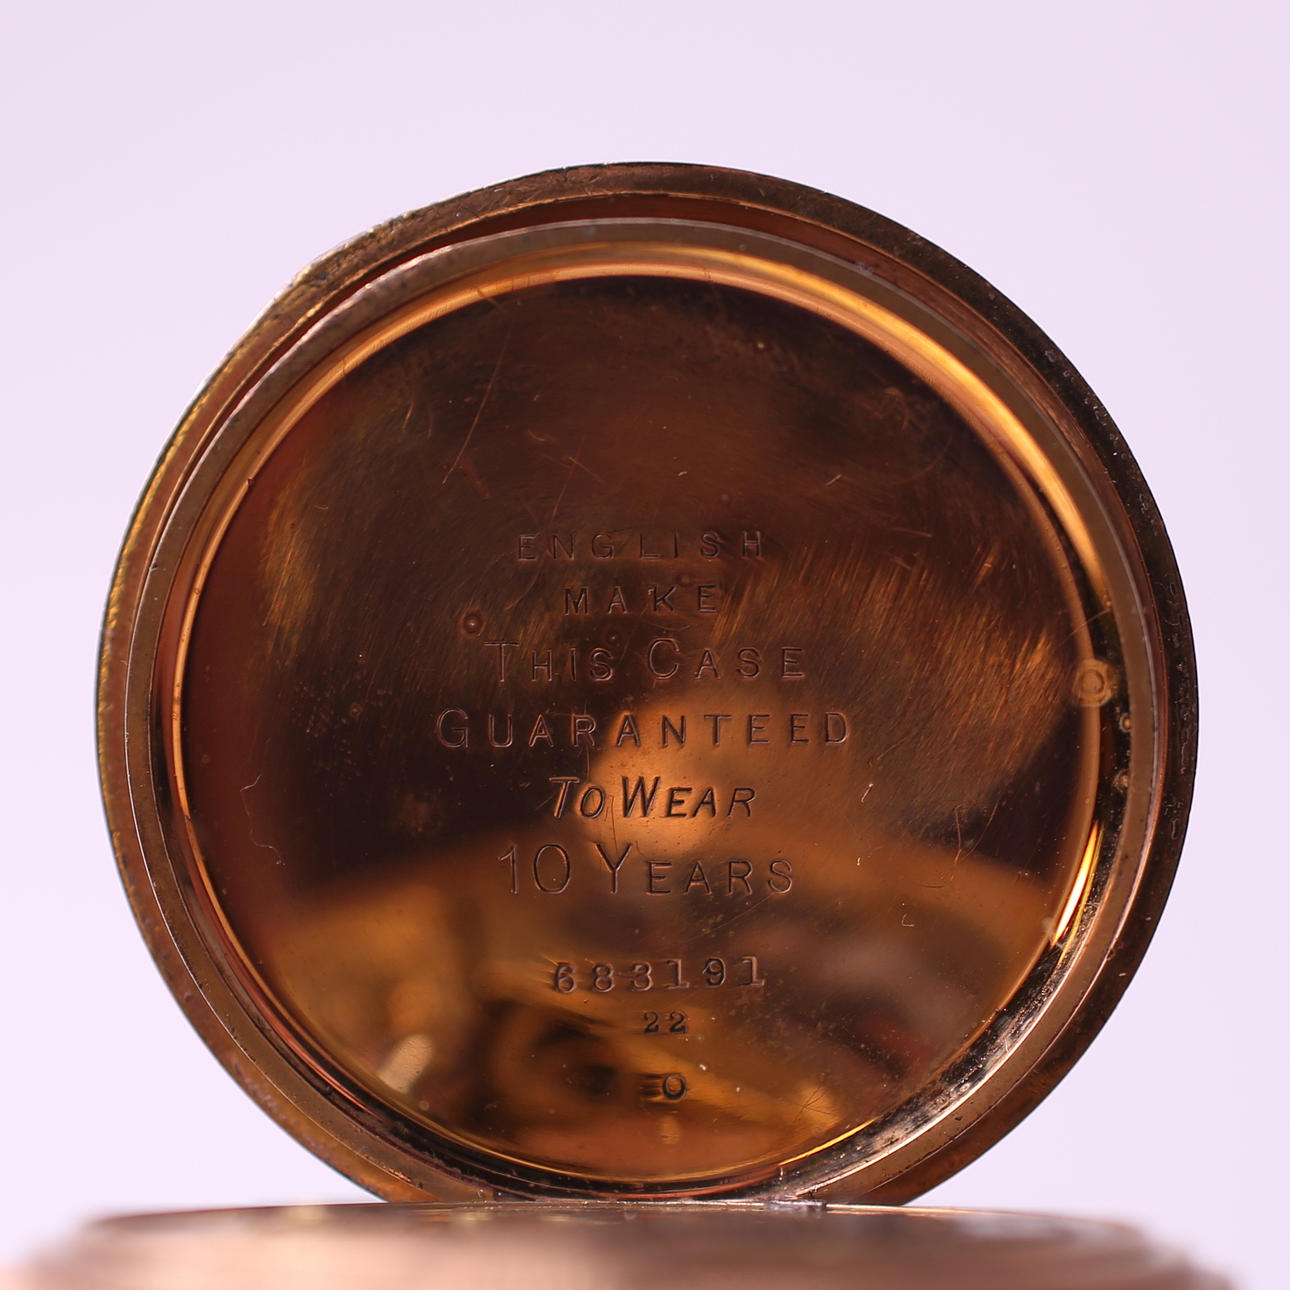 ENGLISH
MAKE
THIS CASE
GUARANTEED
TO WEAR
10 YEARS
683191
22
O